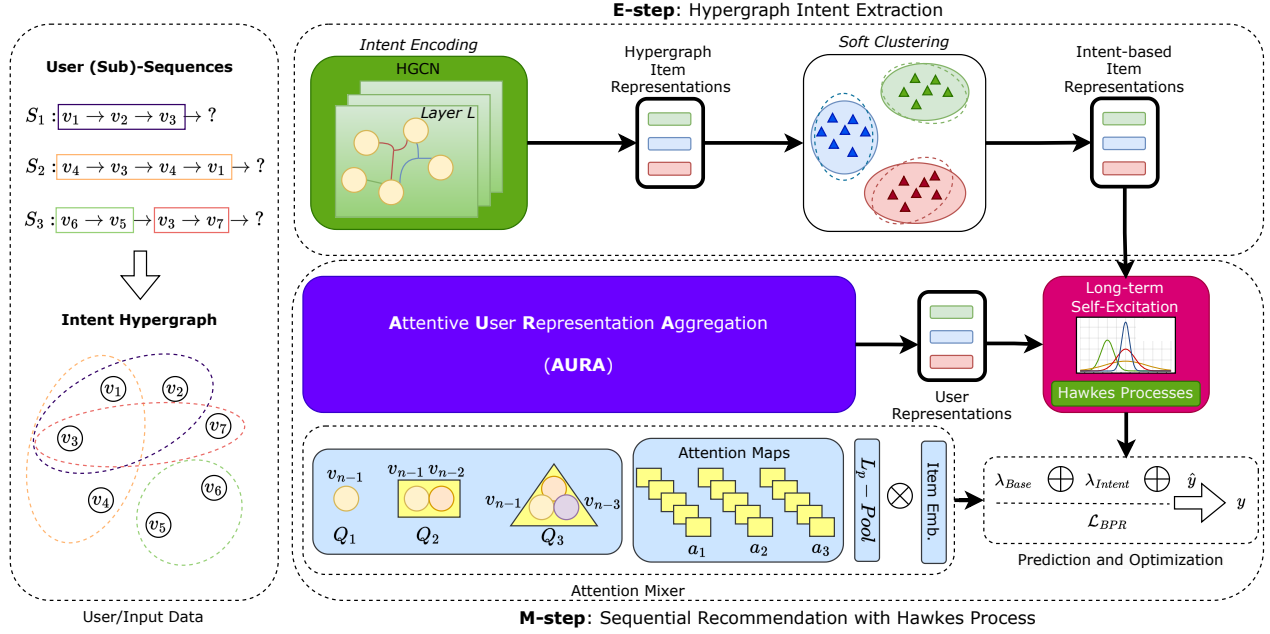 E-step: Hypergraph Intent Extraction
User (Sub)-Sequences
S₁ : v₁ → v₂ → v₃ → ?
S₂ : v₄ → v₃ → v₄ → v₁ → ?
S₃ : v₆ → v₅ → v₃ → v₇ → ?
Intent Hypergraph
v₁
v₂
v₇
v₃
v₆
v₄
v₅
User/Input Data
Intent Encoding
HGCN
Layer L
Hypergraph
Item
Representations
Soft Clustering
Intent-based
Item
Representations
Attentive User Representation Aggregation
(AURA)
User
Representations
Long-term
Self-Excitation
Hawkes Processes
vₙ₋₁
Q₁
vₙ₋₁ vₙ₋₂
Q₂
vₙ₋₁
vₙ₋₃
Q₃
Attention Maps
a₁
a₂
a₃
Lₚ − Pool
⊗
Item Emb.
Attention Mixer
λ_Base ⊕ λ_Intent ⊕ ŷ
y
ℒ_BPR
Prediction and Optimization
M-step: Sequential Recommendation with Hawkes Process